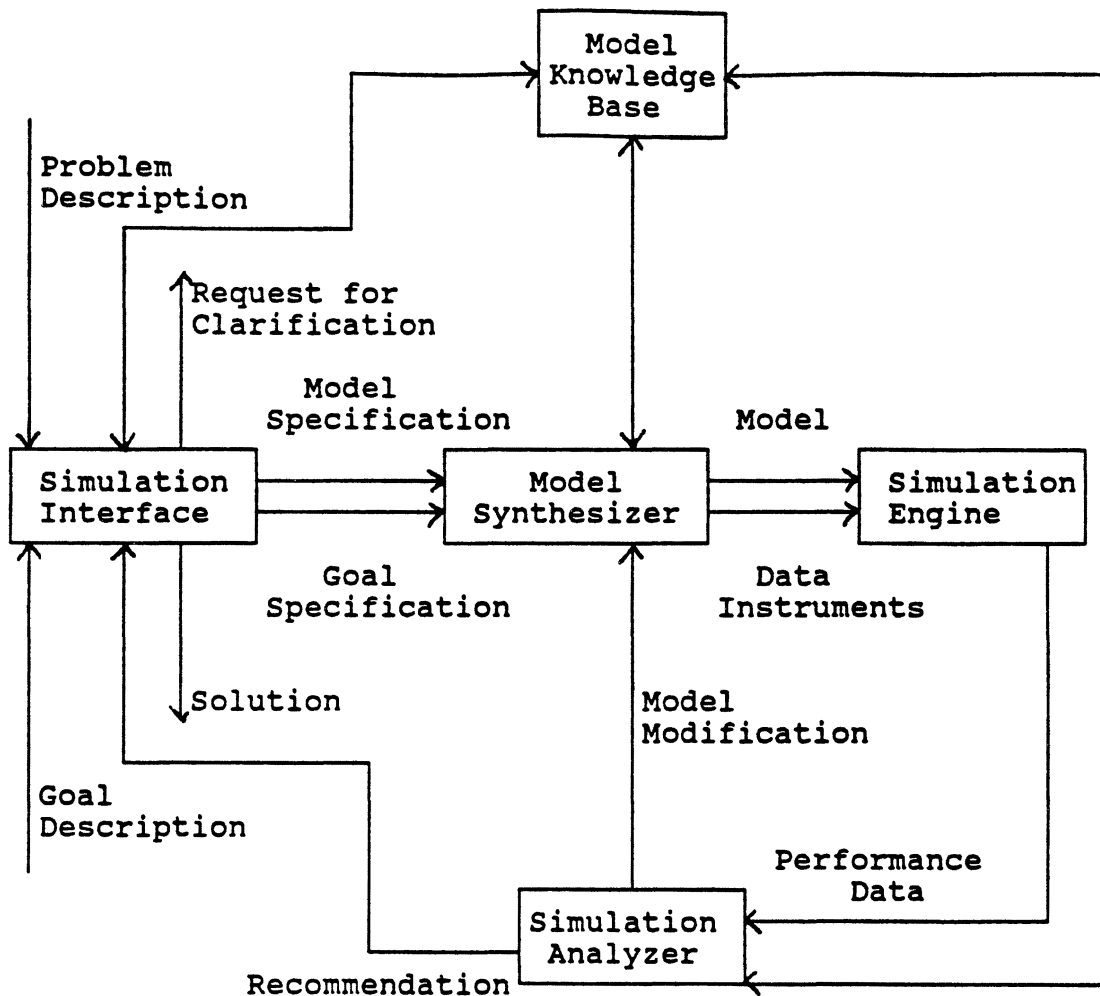 Model
Knowledge
Base
Problem
Description
Request for
Clarification
Model
Specification
Model
Simulation
Interface
Model
Synthesizer
Simulation
Engine
Goal
Specification
Data
Instruments
Solution
Model
Modification
Goal
Description
Performance
Data
Simulation
Analyzer
Recommendation